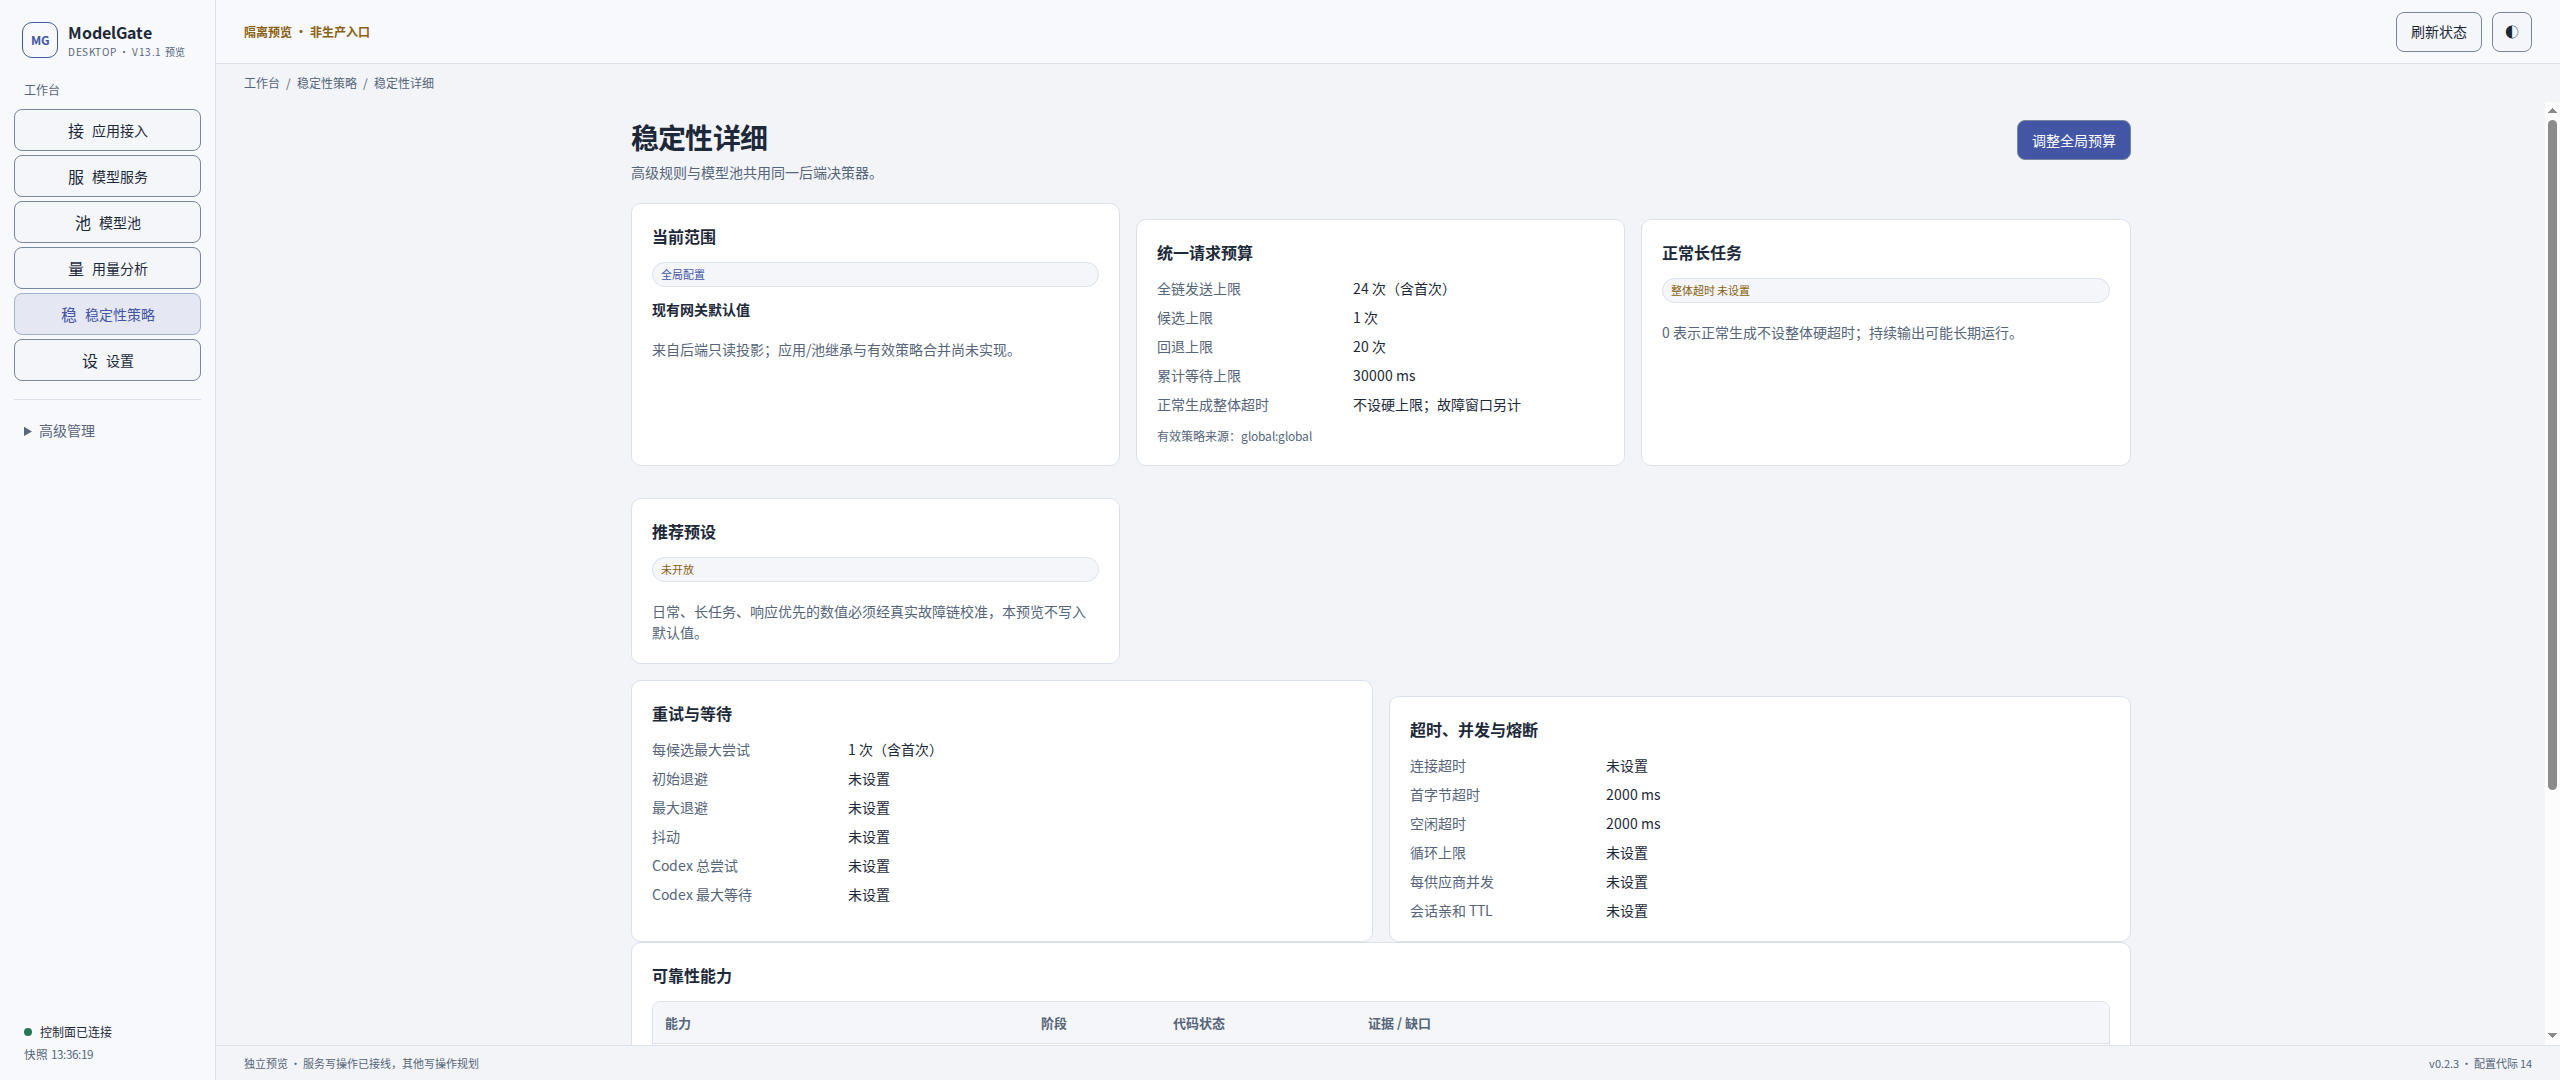 MG
ModelGate
DESKTOP · V13.1 预览
工作台
接 应用接入
服 模型服务
池 模型池
量 用量分析
稳 稳定性策略
设 设置
▶ 高级管理
控制面已连接
快照 13:36:19
隔离预览 · 非生产入口
刷新状态
工作台 / 稳定性策略 / 稳定性详细
稳定性详细
高级规则与模型池共用同一后端决策器。
调整全局预算
当前范围
全局配置
现有网关默认值
来自后端只读投影；应用/池继承与有效策略合并尚未实现。
统一请求预算
全链发送上限 24 次（含首次）
候选上限 1 次
回退上限 20 次
累计等待上限 30000 ms
正常生成整体超时 不设硬上限；故障窗口另计
有效策略来源：global:global
正常长任务
整体超时 未设置
0 表示正常生成不设整体硬超时；持续输出可能长期运行。
推荐预设
未开放
日常、长任务、响应优先的数值必须经真实故障链校准，本预览不写入
默认值。
重试与等待
每候选最大尝试 1 次（含首次）
初始退避 未设置
最大退避 未设置
抖动 未设置
Codex 总尝试 未设置
Codex 最大等待 未设置
超时、并发与熔断
连接超时 未设置
首字节超时 2000 ms
空闲超时 2000 ms
循环上限 未设置
每供应商并发 未设置
会话亲和 TTL 未设置
可靠性能力
能力 阶段 代码状态 证据 / 缺口
独立预览 · 服务写操作已接线，其他写操作规划
v0.2.3 · 配置代际 14